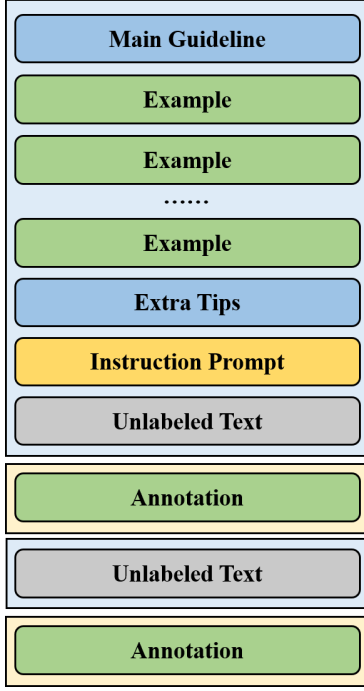 Main Guideline
Example
Example
......
Example
Extra Tips
Instruction Prompt
Unlabeled Text
Annotation
Unlabeled Text
Annotation